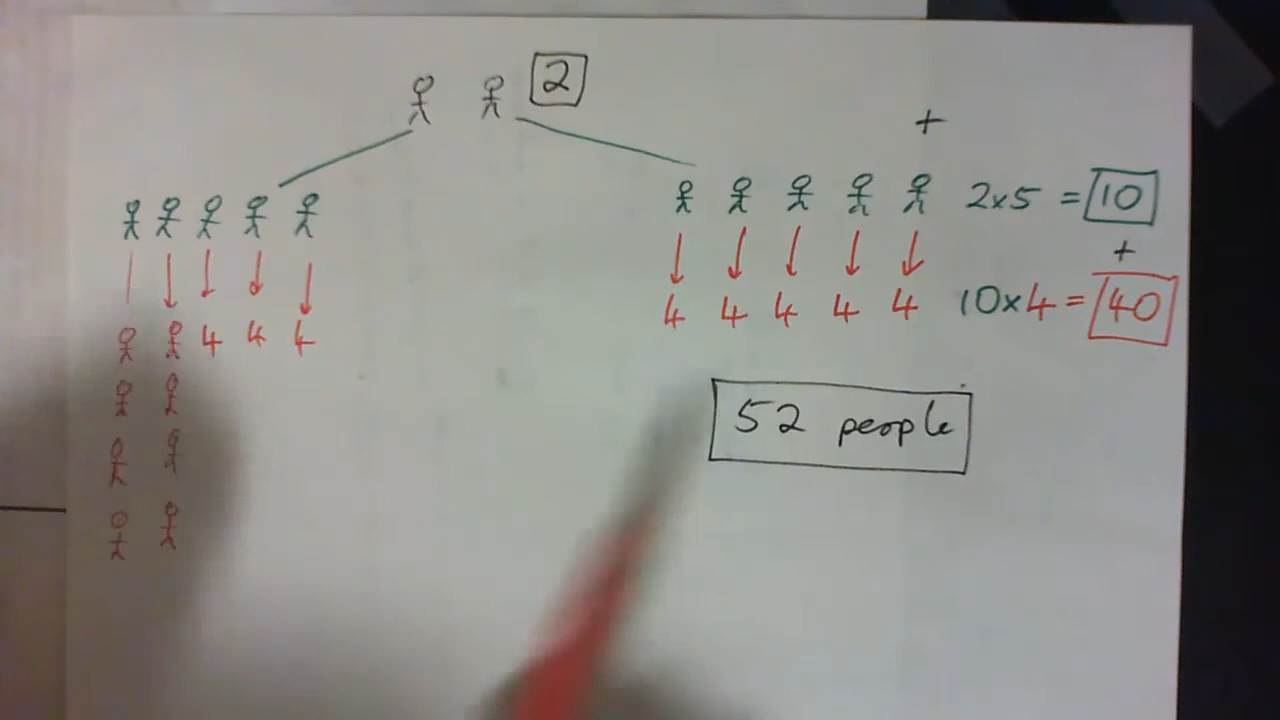 2
+
2x5 = 10
+
4 4 4 4 4 10x4 = 40
4 4 4
52 people